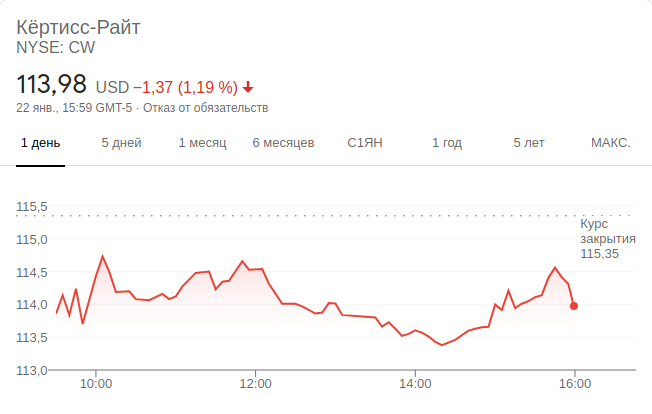 Кёртисс-Райт
NYSE: CW
113,98 USD −1,37 (1,19 %)
22 янв., 15:59 GMT-5 · Отказ от обязательств
1 день 5 дней 1 месяц 6 месяцев С1ЯН 1 год 5 лет МАКС.
115,5
Курс
закрытия
115,35
115,0
114,5
114,0
113,5
113,0
10:00 12:00 14:00 16:00